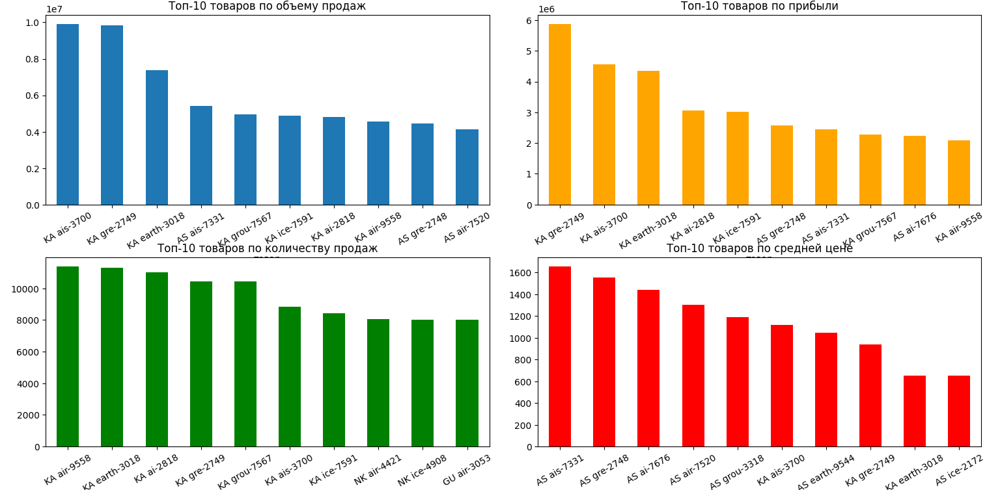 Топ-10 товаров по объему продаж
1e7
1.0
0.8
0.6
0.4
0.2
0.0
KA ais-3700
KA gre-2749
KA earth-3018
AS ais-7331
KA grou-7567
KA ice-7591
KA ai-2818
KA air-9558
AS gre-2748
AS air-7520
Топ-10 товаров по прибыли
1e6
6
5
4
3
2
1
0
KA gre-2749
KA ais-3700
KA earth-3018
KA ai-2818
KA ice-7591
AS gre-2748
AS ais-7331
KA grou-7567
AS ai-7676
KA air-9558
Топ-10 товаров по количеству продаж
10000
8000
6000
4000
2000
0
KA air-9558
KA earth-3018
KA ai-2818
KA gre-2749
KA grou-7567
KA ais-3700
KA ice-7591
NK air-4421
NK ice-4908
GU air-3053
Топ-10 товаров по средней цене
1600
1400
1200
1000
800
600
400
200
0
AS ais-7331
AS gre-2748
AS ai-7676
AS air-7520
AS grou-3318
KA ais-3700
AS earth-9544
KA gre-2749
KA earth-3018
AS ice-2172